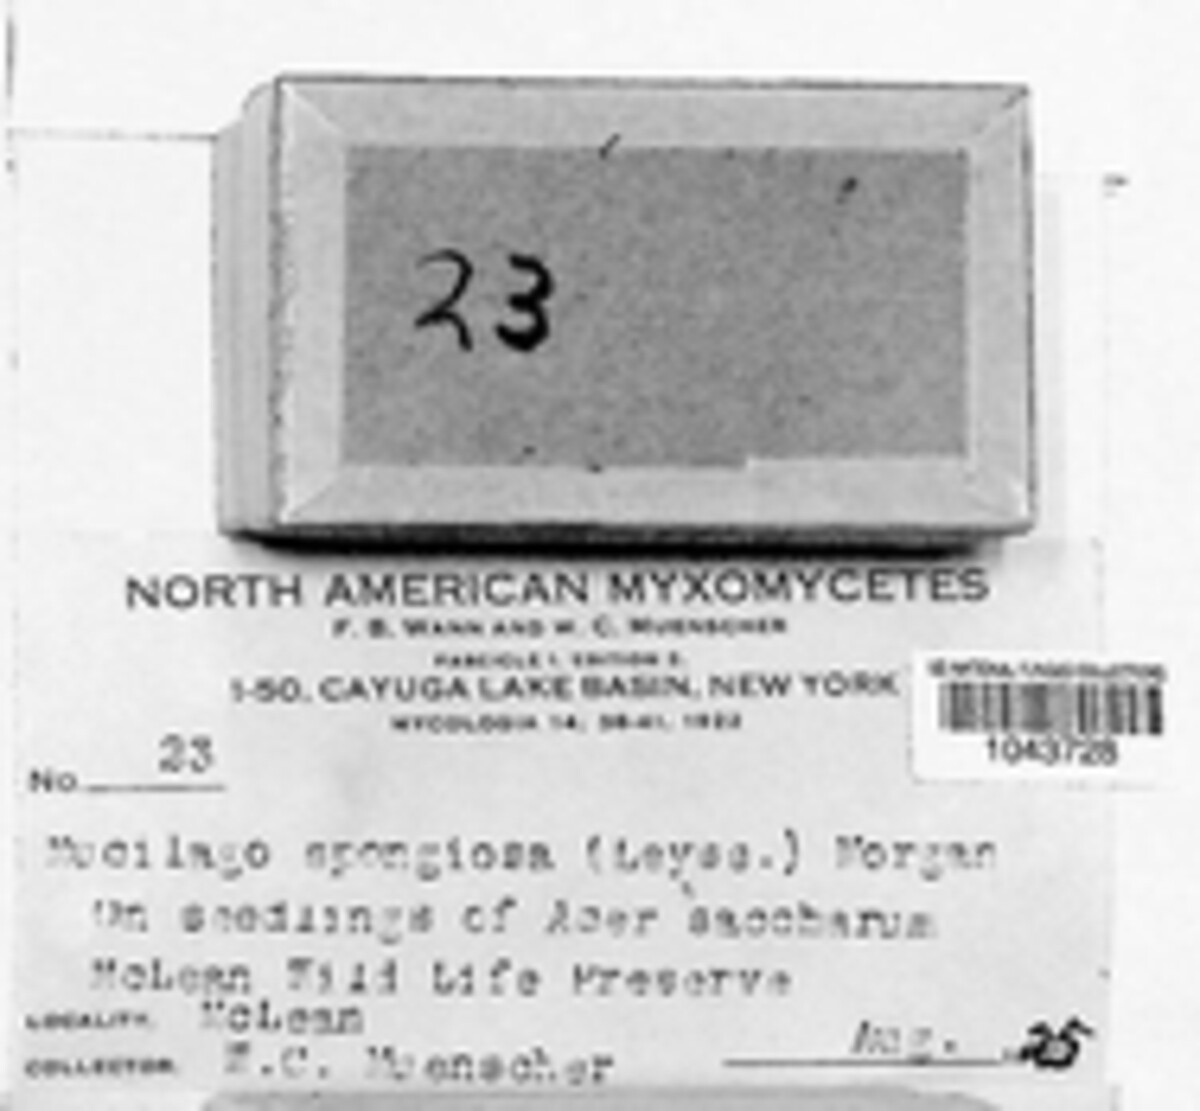 23
NORTH AMERICAN MYXOMYCETES
F. B. WANN AND W. C. MUENSCHER
FASCICLE 1, EDITION 2,
1-50, CAYUGA LAKE BASIN, NEW YORK
MYCOLOGIA 14: 38-41, 1922
1043728
No. 23
Mucilago spongiosa (Leyss.) Morgan
On seedlings of Acer saccharum
McLean Wild Life Preserve
LOCALITY. McLean
COLLECTOR. W.C. Muenscher
Aug. 25